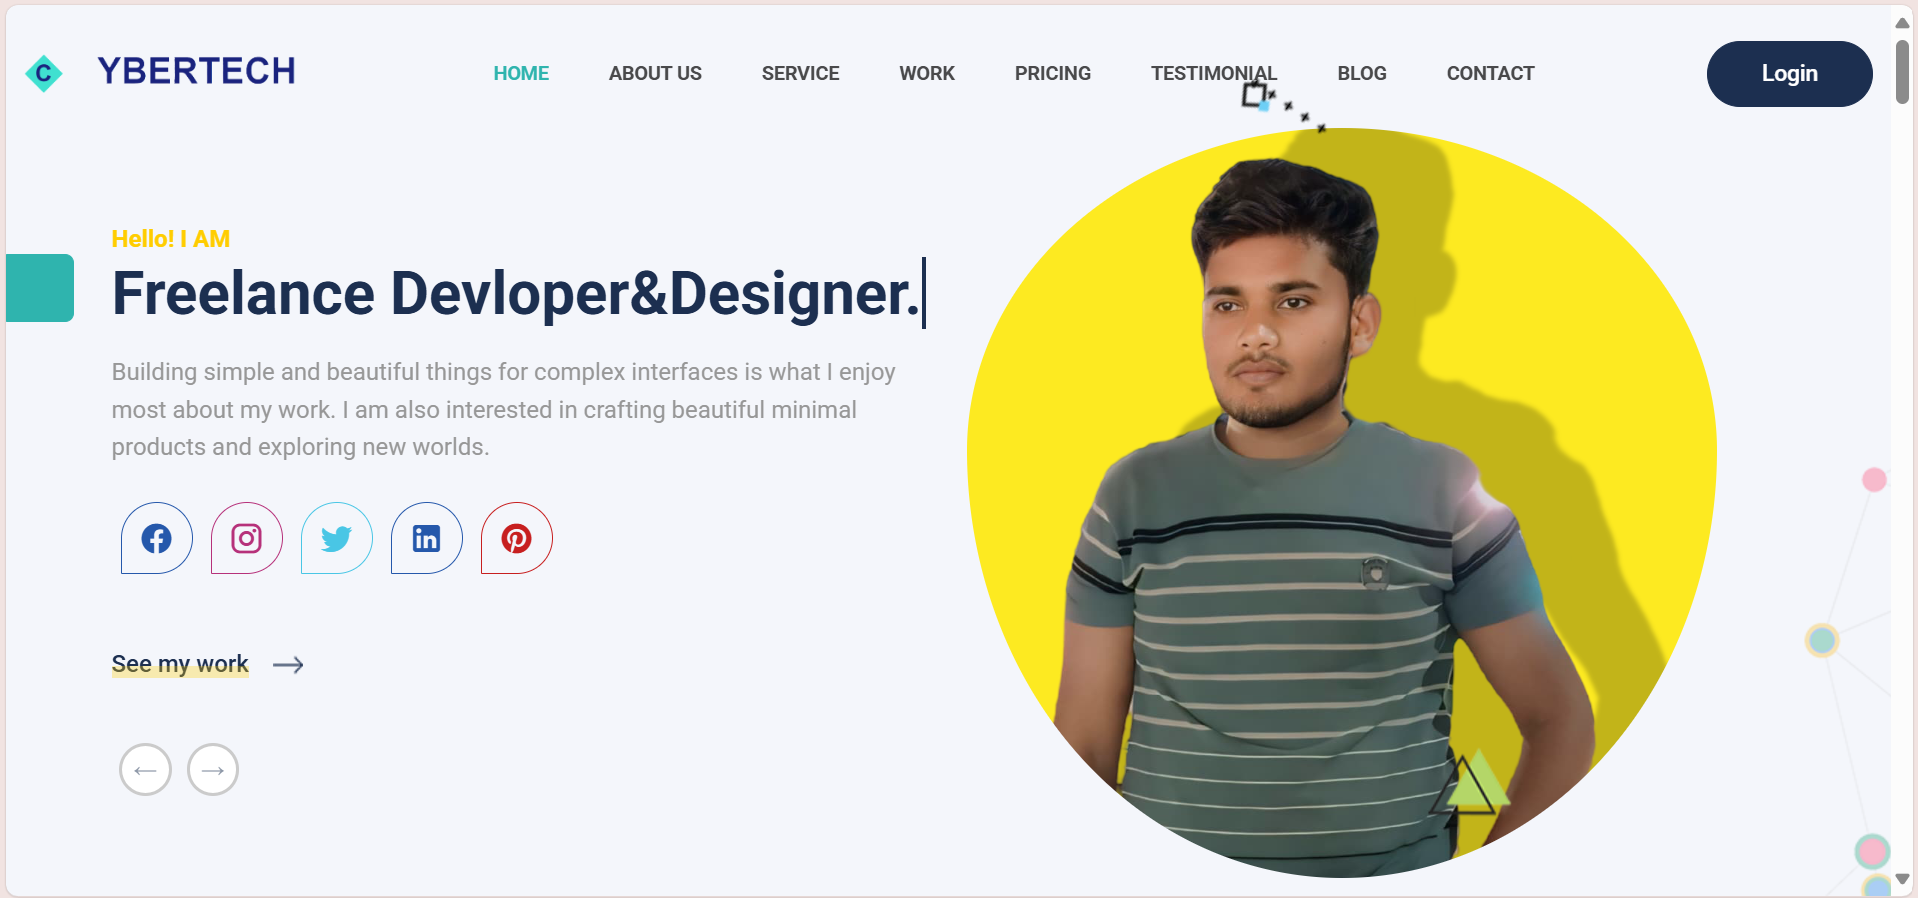 C YBERTECH
HOME ABOUT US SERVICE WORK PRICING TESTIMONIAL BLOG CONTACT
Login
Hello! I AM
Freelance Devloper&Designer.
Building simple and beautiful things for complex interfaces is what I enjoy
most about my work. I am also interested in crafting beautiful minimal
products and exploring new worlds.
See my work